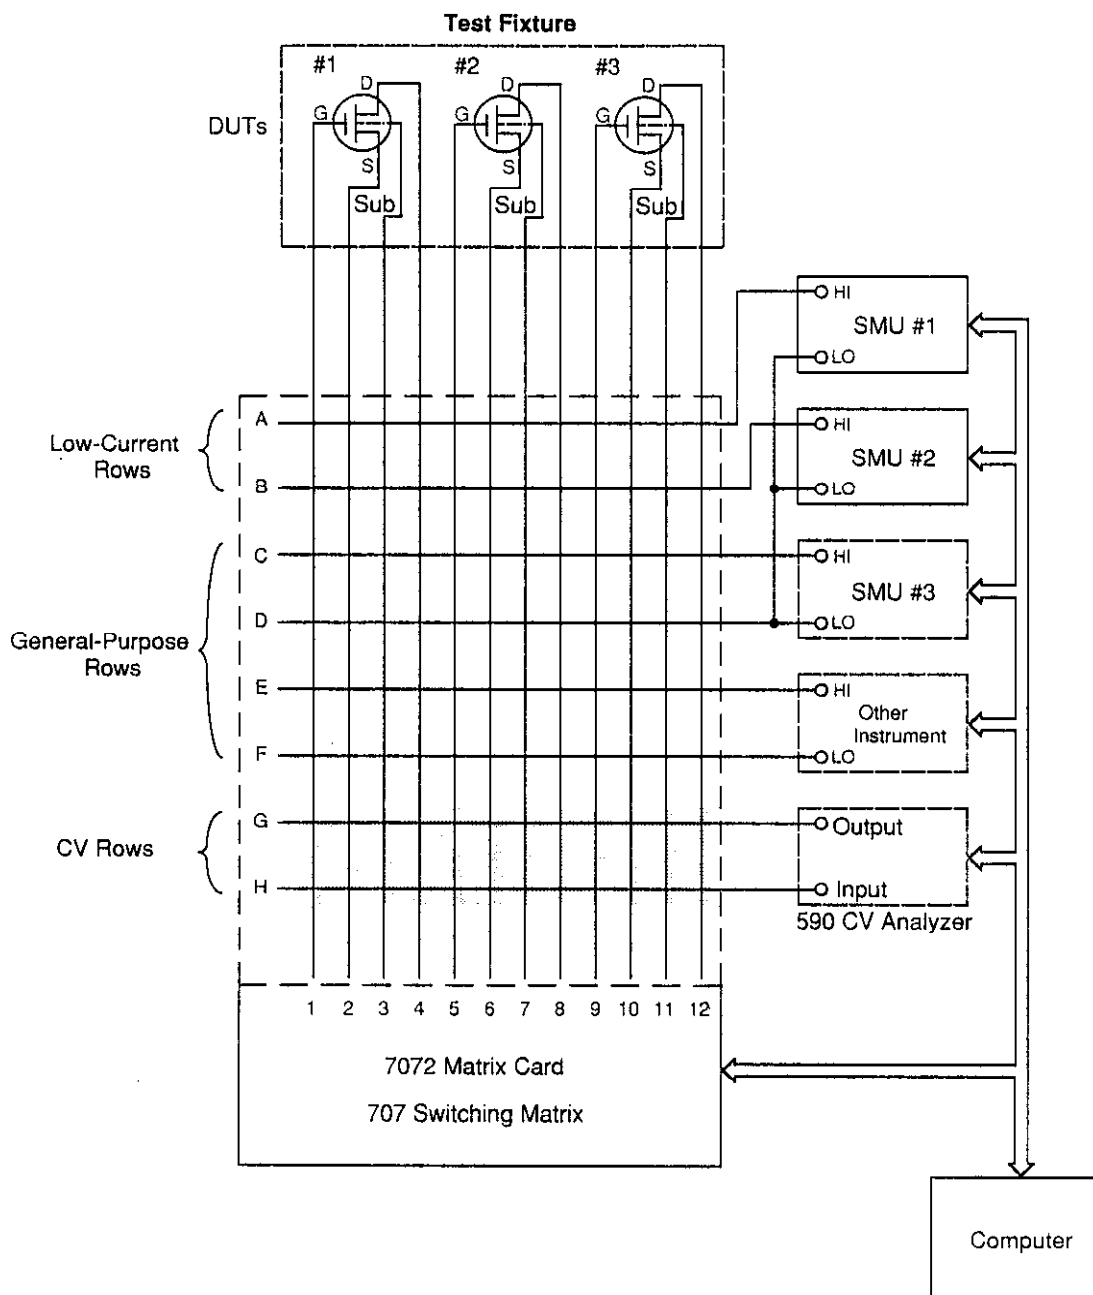 Test Fixture
#1
#2
#3
D
D
D
G
G
G
DUTs
S
S
S
Sub
Sub
Sub
HI
SMU #1
LO
A
Low-Current
Rows
B
HI
SMU #2
LO
C
HI
SMU #3
D
LO
General-Purpose
Rows
E
HI
Other
Instrument
F
LO
G
Output
CV Rows
H
Input
590 CV Analyzer
1 2 3 4 5 6 7 8 9 10 11 12
7072 Matrix Card
707 Switching Matrix
Computer